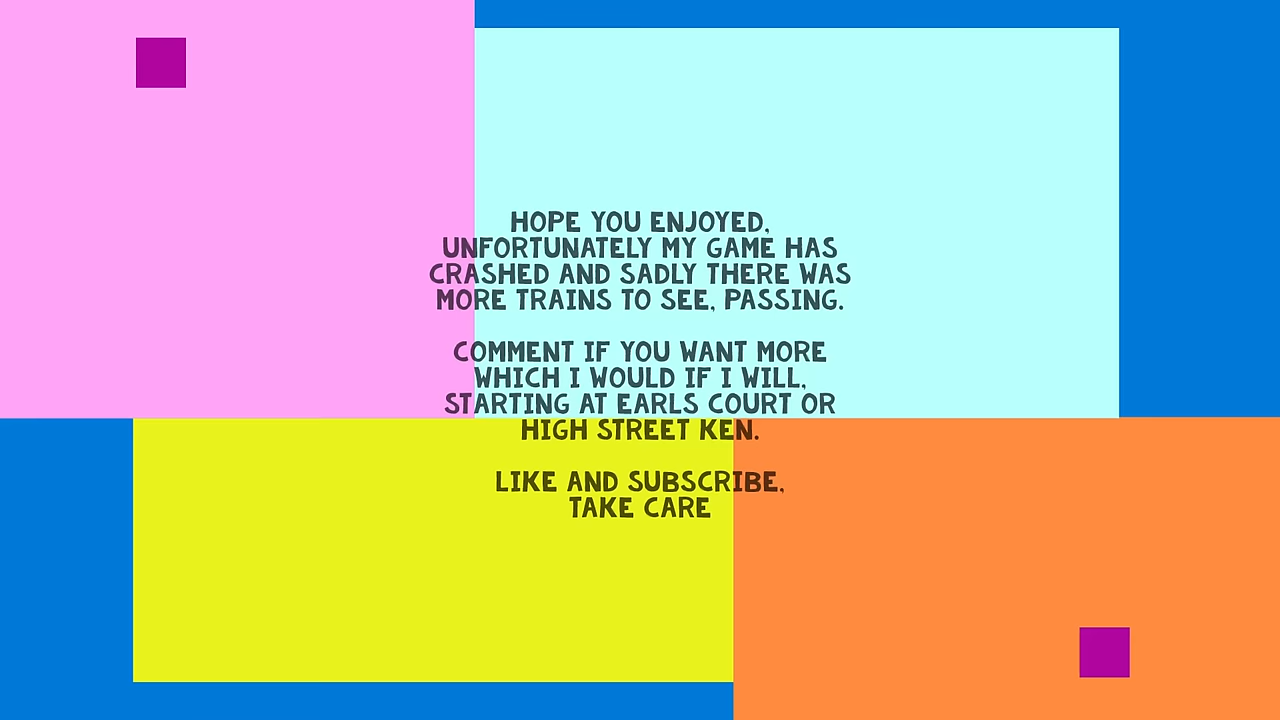 HOPE YOU ENJOYED,
UNFORTUNATELY MY GAME HAS
CRASHED AND SADLY THERE WAS
MORE TRAINS TO SEE, PASSING.
COMMENT IF YOU WANT MORE
WHICH I WOULD IF I WILL,
STARTING AT EARLS COURT OR
HIGH STREET KEN.
LIKE AND SUBSCRIBE,
TAKE CARE